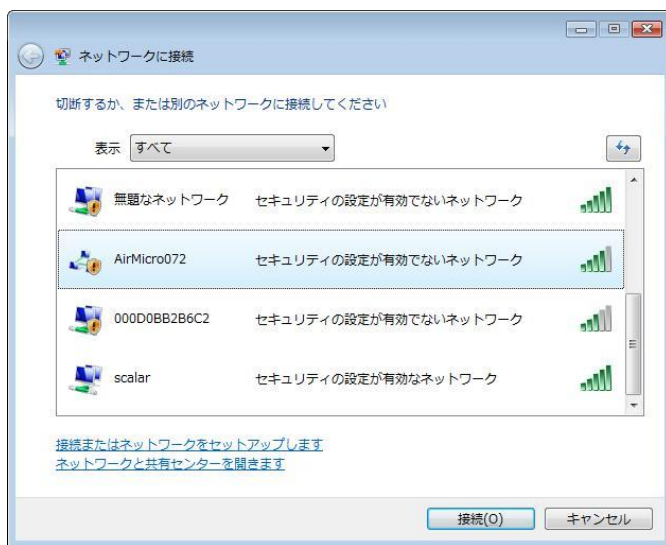 ネットワークに接続
切断するか、または別のネットワークに接続してください
表示 すべて
無題なネットワーク セキュリティの設定が有効でないネットワーク
AirMicro072 セキュリティの設定が有効でないネットワーク
000D0BB2B6C2 セキュリティの設定が有効でないネットワーク
scalar セキュリティの設定が有効なネットワーク
接続またはネットワークをセットアップします
ネットワークと共有センターを開きます
接続(O) キャンセル